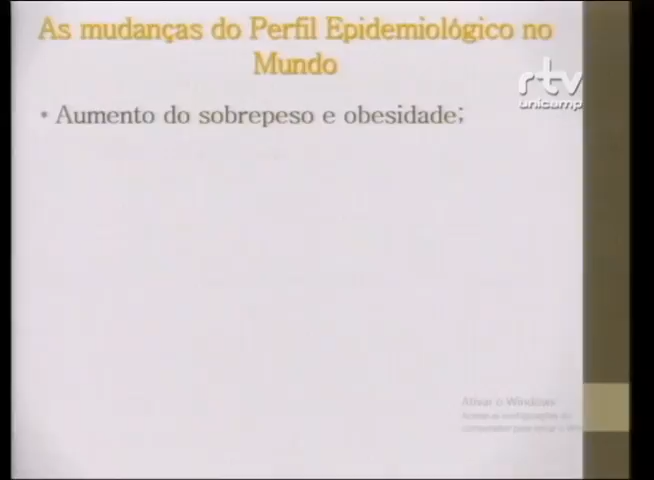 As mudanças do Perfil Epidemiológico no
Mundo
rtv
unicamp
• Aumento do sobrepeso e obesidade;
Ativar o Windows